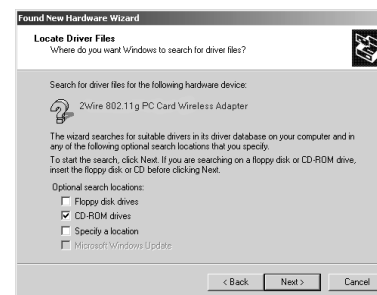 Found New Hardware Wizard
Locate Driver Files
Where do you want Windows to search for driver files?
Search for driver files for the following hardware device:
2Wire 802.11g PC Card Wireless Adapter
The wizard searches for suitable drivers in its driver database on your computer and in
any of the following optional search locations that you specify.
To start the search, click Next. If you are searching on a floppy disk or CD-ROM drive,
insert the floppy disk or CD before clicking Next.
Optional search locations:
Floppy disk drives
CD-ROM drives
Specify a location
Microsoft Windows Update
< Back
Next >
Cancel